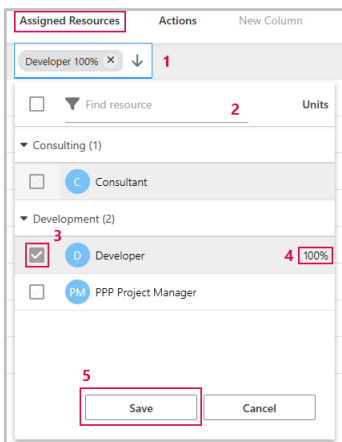 Assigned Resources Actions New Column
Developer 100% × 1
Find resource 2 Units
Consulting (1)
C Consultant
Development (2)
3
D Developer 4 100%
PM PPP Project Manager
5
Save Cancel